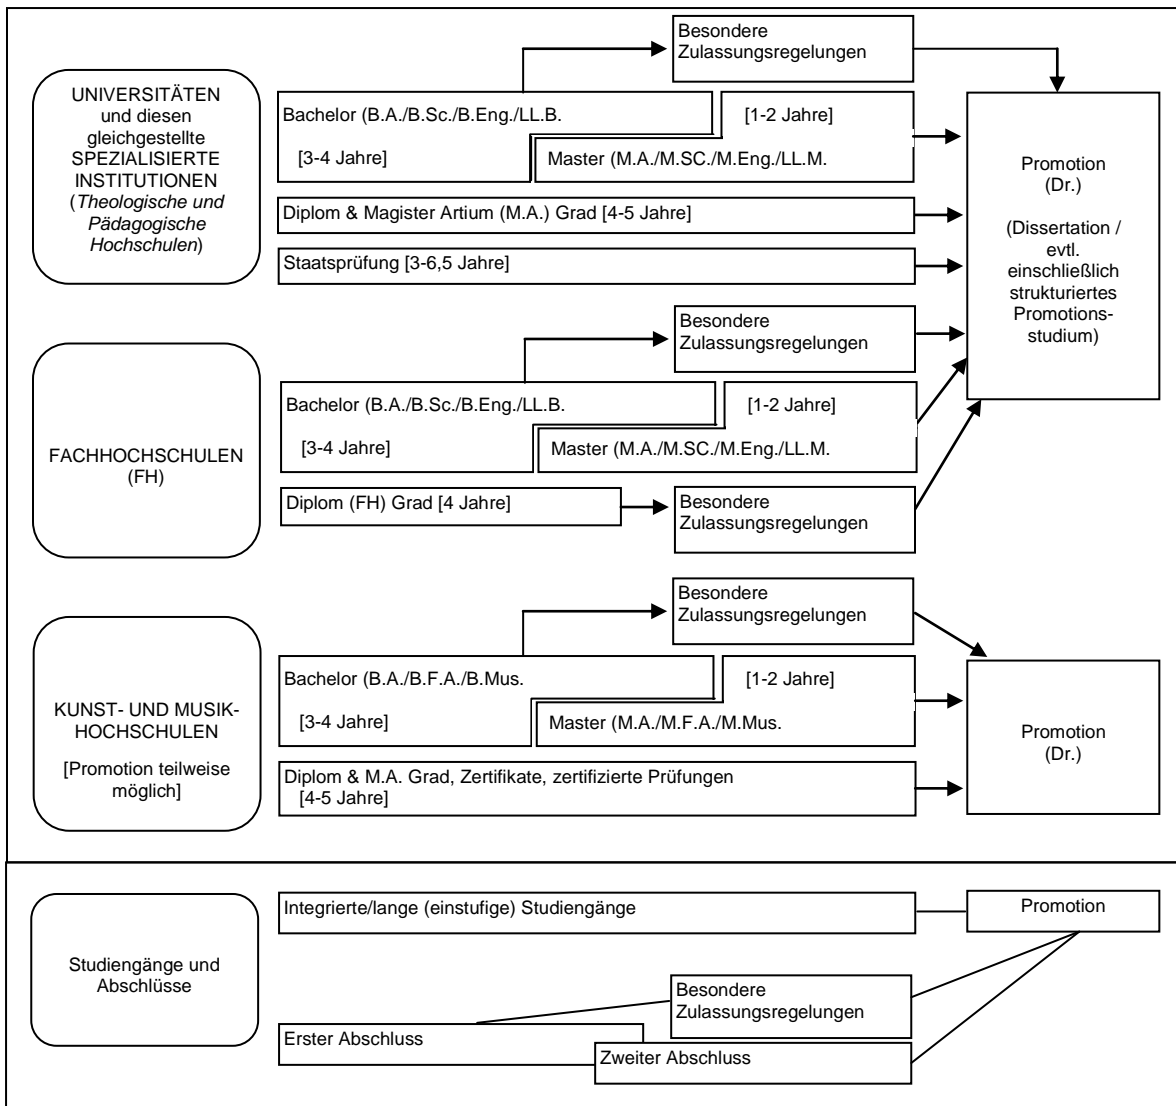 Besondere
Zulassungsregelungen
UNIVERSITÄTEN
und diesen
gleichgestellte
SPEZIALISIERTE
INSTITUTIONEN
(Theologische und
Pädagogische
Hochschulen)
Bachelor (B.A./B.Sc./B.Eng./LL.B.
[1-2 Jahre]
[3-4 Jahre]
Master (M.A./M.SC./M.Eng./LL.M.
Diplom & Magister Artium (M.A.) Grad [4-5 Jahre]
Staatsprüfung [3-6,5 Jahre]
Promotion
(Dr.)
(Dissertation /
evtl.
einschließlich
strukturiertes
Promotions-
studium)
Besondere
Zulassungsregelungen
FACHHOCHSCHULEN
(FH)
Bachelor (B.A./B.Sc./B.Eng./LL.B.
[1-2 Jahre]
[3-4 Jahre]
Master (M.A./M.SC./M.Eng./LL.M.
Diplom (FH) Grad [4 Jahre]
Besondere
Zulassungsregelungen
Besondere
Zulassungsregelungen
KUNST- UND MUSIK-
HOCHSCHULEN
[Promotion teilweise
möglich]
Bachelor (B.A./B.F.A./B.Mus.
[1-2 Jahre]
[3-4 Jahre]
Master (M.A./M.F.A./M.Mus.
Diplom & M.A. Grad, Zertifikate, zertifizierte Prüfungen
[4-5 Jahre]
Promotion
(Dr.)
Studiengänge und
Abschlüsse
Integrierte/lange (einstufige) Studiengänge
Promotion
Besondere
Zulassungsregelungen
Erster Abschluss
Zweiter Abschluss